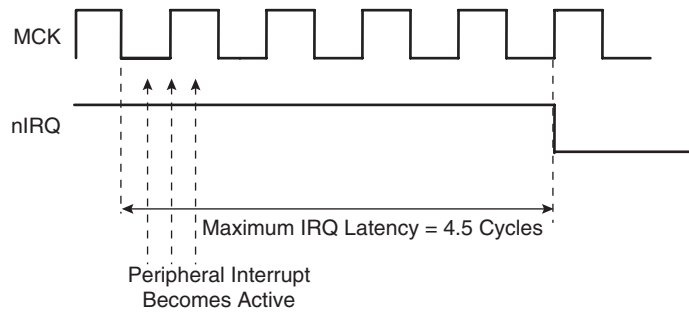 MCK
nIRQ
Maximum IRQ Latency = 4.5 Cycles
Peripheral Interrupt
Becomes Active